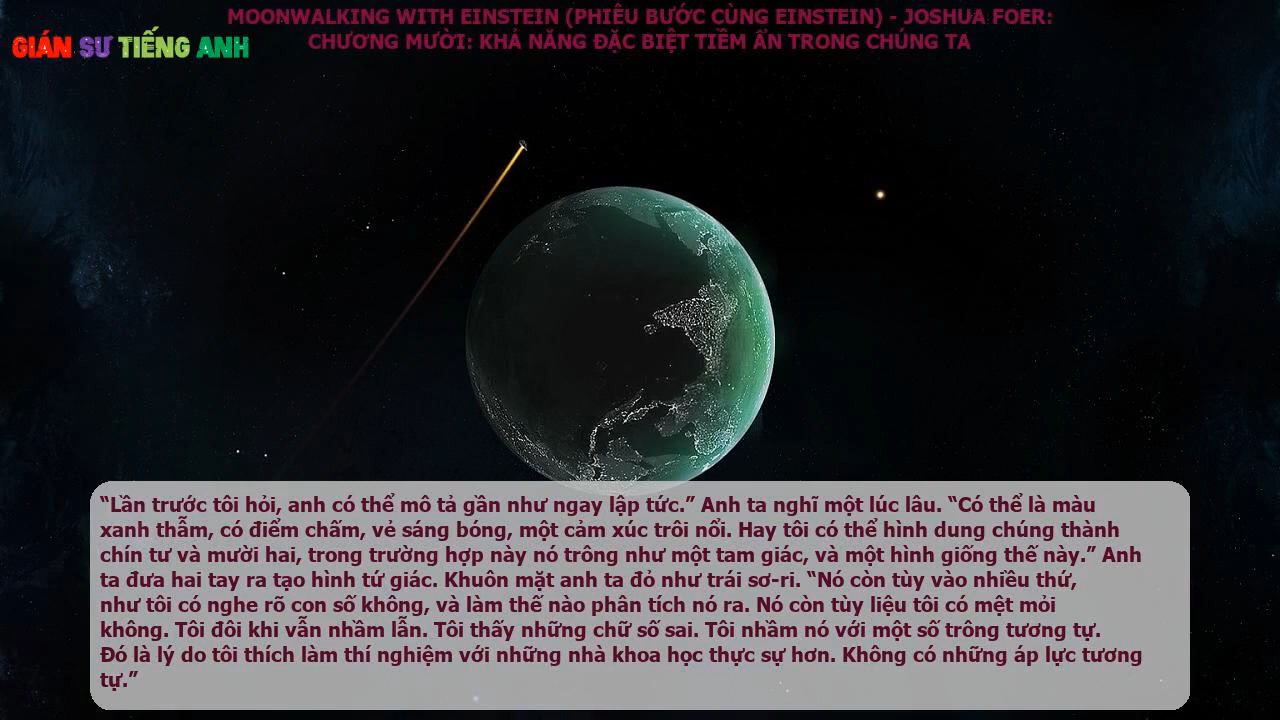 MOONWALKING WITH EINSTEIN (PHIÊU BƯỚC CÙNG EINSTEIN) - JOSHUA FOER:
CHƯƠNG MƯỜI: KHẢ NĂNG ĐẶC BIỆT TIỀM ẨN TRONG CHÚNG TA
GIÁN SƯ TIẾNG ANH
“Lần trước tôi hỏi, anh có thể mô tả gần như ngay lập tức.” Anh ta nghĩ một lúc lâu. “Có thể là màu
xanh thẫm, có điểm chấm, vẻ sáng bóng, một cảm xúc trôi nổi. Hay tôi có thể hình dung chúng thành
chín tư và mười hai, trong trường hợp này nó trông như một tam giác, và một hình giống thế này.” Anh
ta đưa hai tay ra tạo hình tứ giác. Khuôn mặt anh ta đỏ như trái sơ-ri. “Nó còn tùy vào nhiều thứ,
như tôi có nghe rõ con số không, và làm thế nào phân tích nó ra. Nó còn tùy liệu tôi có mệt mỏi
không. Tôi đôi khi vẫn nhầm lẫn. Tôi thấy những chữ số sai. Tôi nhầm nó với một số trông tương tự.
Đó là lý do tôi thích làm thí nghiệm với những nhà khoa học thực sự hơn. Không có những áp lực tương
tự.”